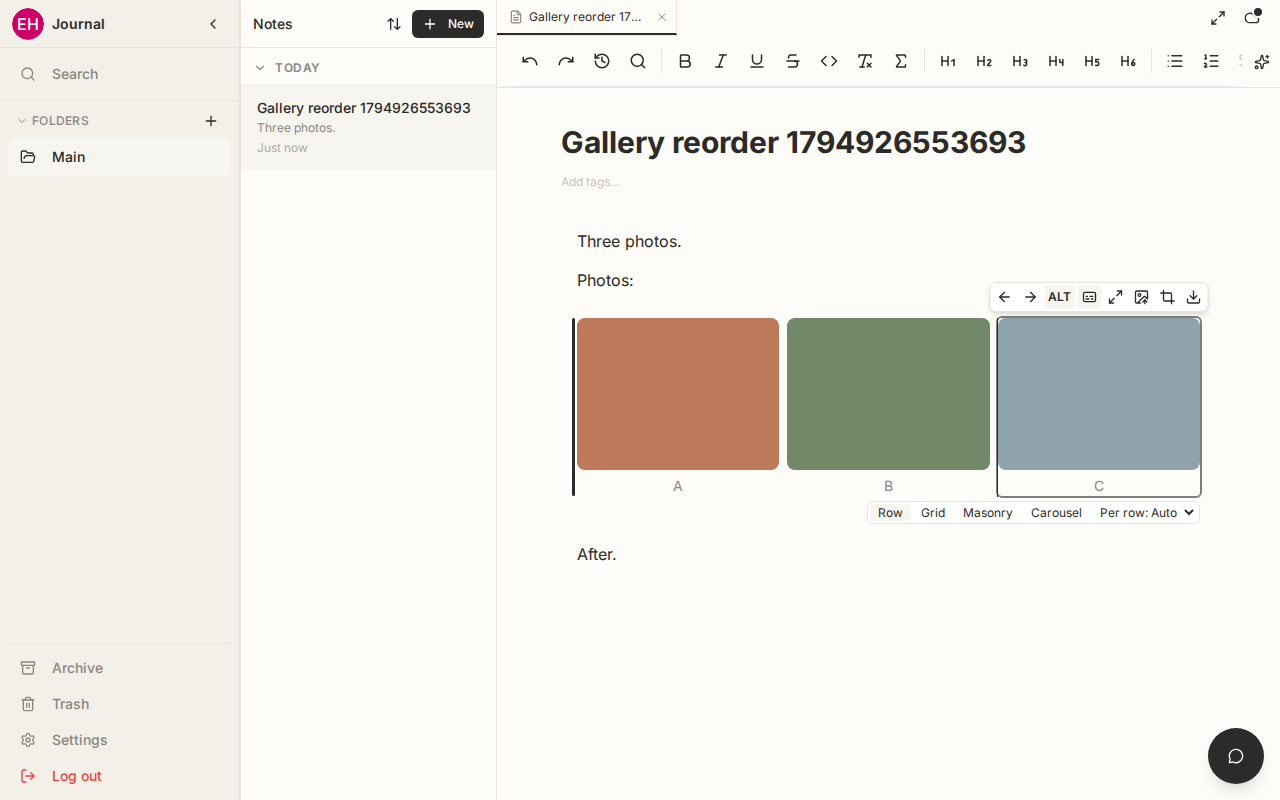 EH Journal
Search
FOLDERS
Main
Archive
Trash
Settings
Log out
Notes
New
TODAY
Gallery reorder 1794926553693
Three photos.
Just now
Gallery reorder 17...
B I U S H1 H2 H3 H4 H5 H6
Gallery reorder 1794926553693
Add tags...
Three photos.
Photos:
ALT
A B C
Row Grid Masonry Carousel Per row: Auto
After.